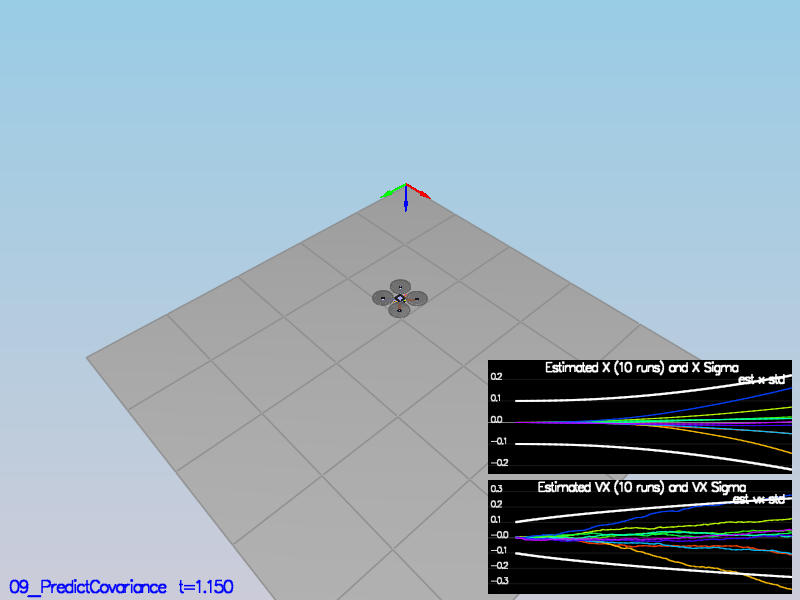 Estimated X (10 runs) and X Sigma
est x std
0.2
0.1
0.0
-0.1
-0.2
Estimated VX (10 runs) and VX Sigma
est vx std
0.3
0.2
0.1
-0.0
-0.1
-0.2
-0.3
09_PredictCovariance t=1.150